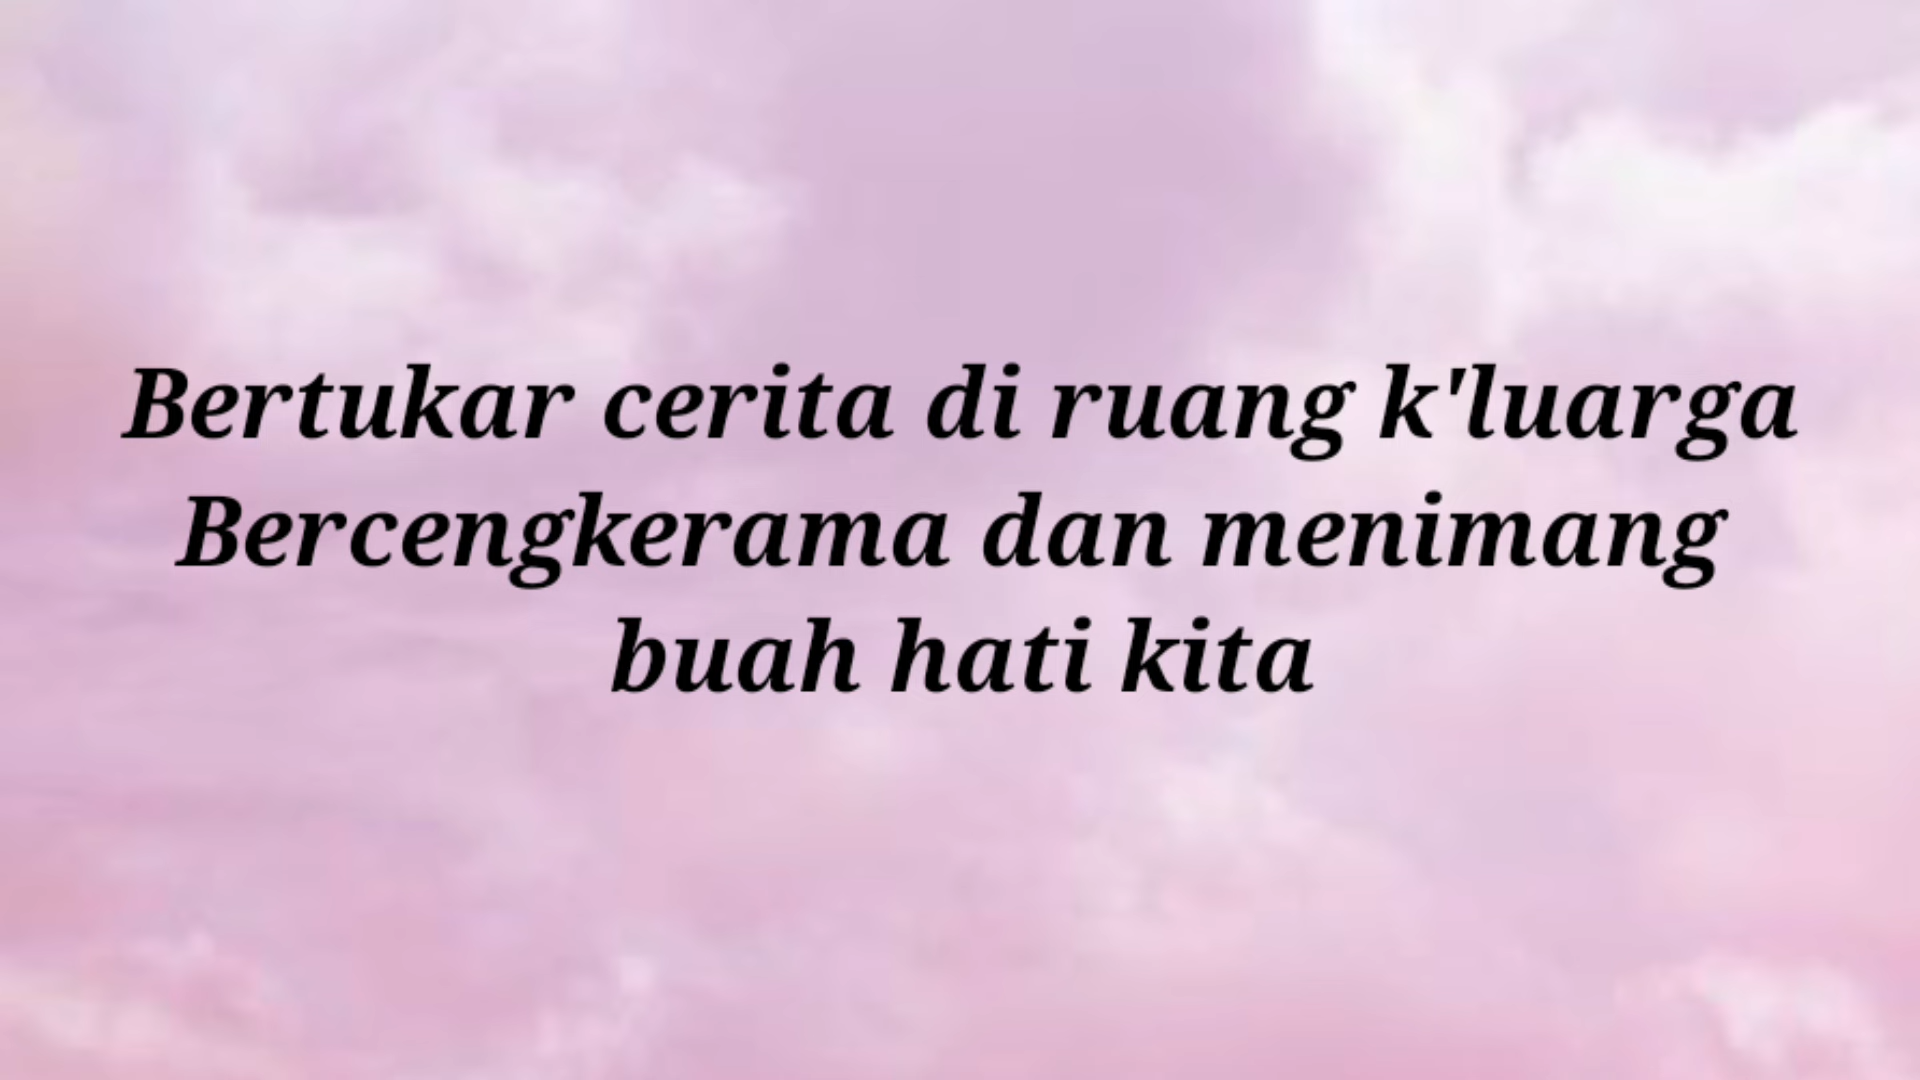 Bertukar cerita di ruang k'luarga
Bercengkerama dan menimang
buah hati kita